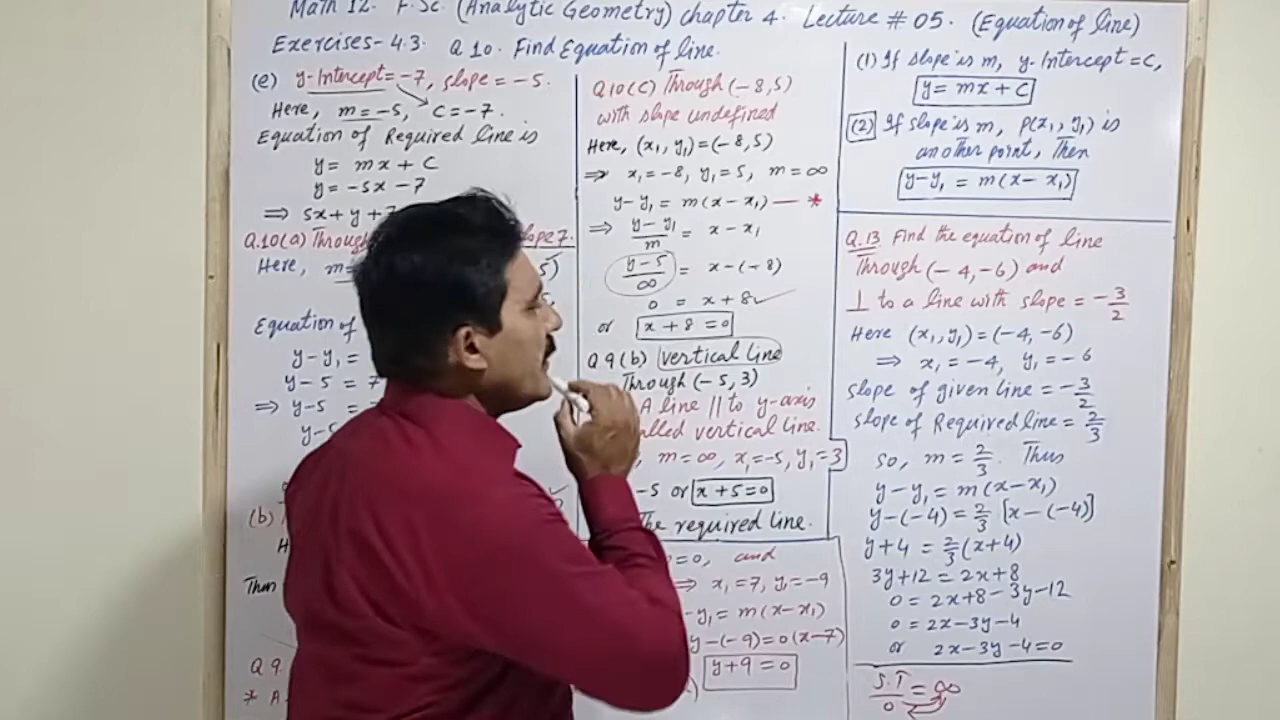 Math 12. F.Sc. (Analytic Geometry) chapter 4. Lecture # 05. (Equation of line)
Exercises-4.3. Q 10. Find Equation of line.
(e) y-Intercept = -7, slope = -5.
Here, m = -5, C = -7.
Equation of Required line is
y = mx + C
y = -5x - 7
⇒ 5x + y + 7
Q.10(a) Through slope 7.
Here, m= 5)
Equation of
y - y₁ =
y - 5 = 7
⇒ y-5 =
(b)
Then
Q 9
* A
Q10(C) Through (-8,5)
with slope undefined
Here, (x₁, y₁) = (-8,5)
⇒ x₁ = -8, y₁ = 5, m = ∞
y - y₁ = m (x - x₁) — *
⇒ (y - y₁)/m = x - x₁
(y-5)/∞ = x - (-8)
0 = x + 8 ✓
or x + 8 = 0
Q 9(b) vertical line
Through (-5, 3)
A line || to y-axis
alled vertical line.
, m = ∞, x₁ = -5, y₁ = 3
-5 or x + 5 = 0
The required line.
=0, and
⇒ x₁ = 7, y₁ = -9
-y₁ = m (x - x₁)
y - (-9) = 0 (x-7)
y + 9 = 0
(1) If slope is m, y-Intercept = C,
y = mx + C
(2) If slope is m, P(x₁, y₁) is
another point, Then
y - y₁ = m (x - x₁)
Q.13 Find the equation of line
Through (-4, -6) and
⊥ to a line with slope = -3/2
Here (x₁, y₁) = (-4, -6)
⇒ x₁ = -4, y₁ = -6
slope of given line = -3/2
slope of Required line = 2/3
so, m = 2/3. Thus
y - y₁ = m (x - x₁)
y - (-4) = 2/3 [x - (-4)]
y + 4 = 2/3 (x + 4)
3y + 12 = 2x + 8
0 = 2x + 8 - 3y - 12
0 = 2x - 3y - 4
or 2x - 3y - 4 = 0
S.T/0 = ∞